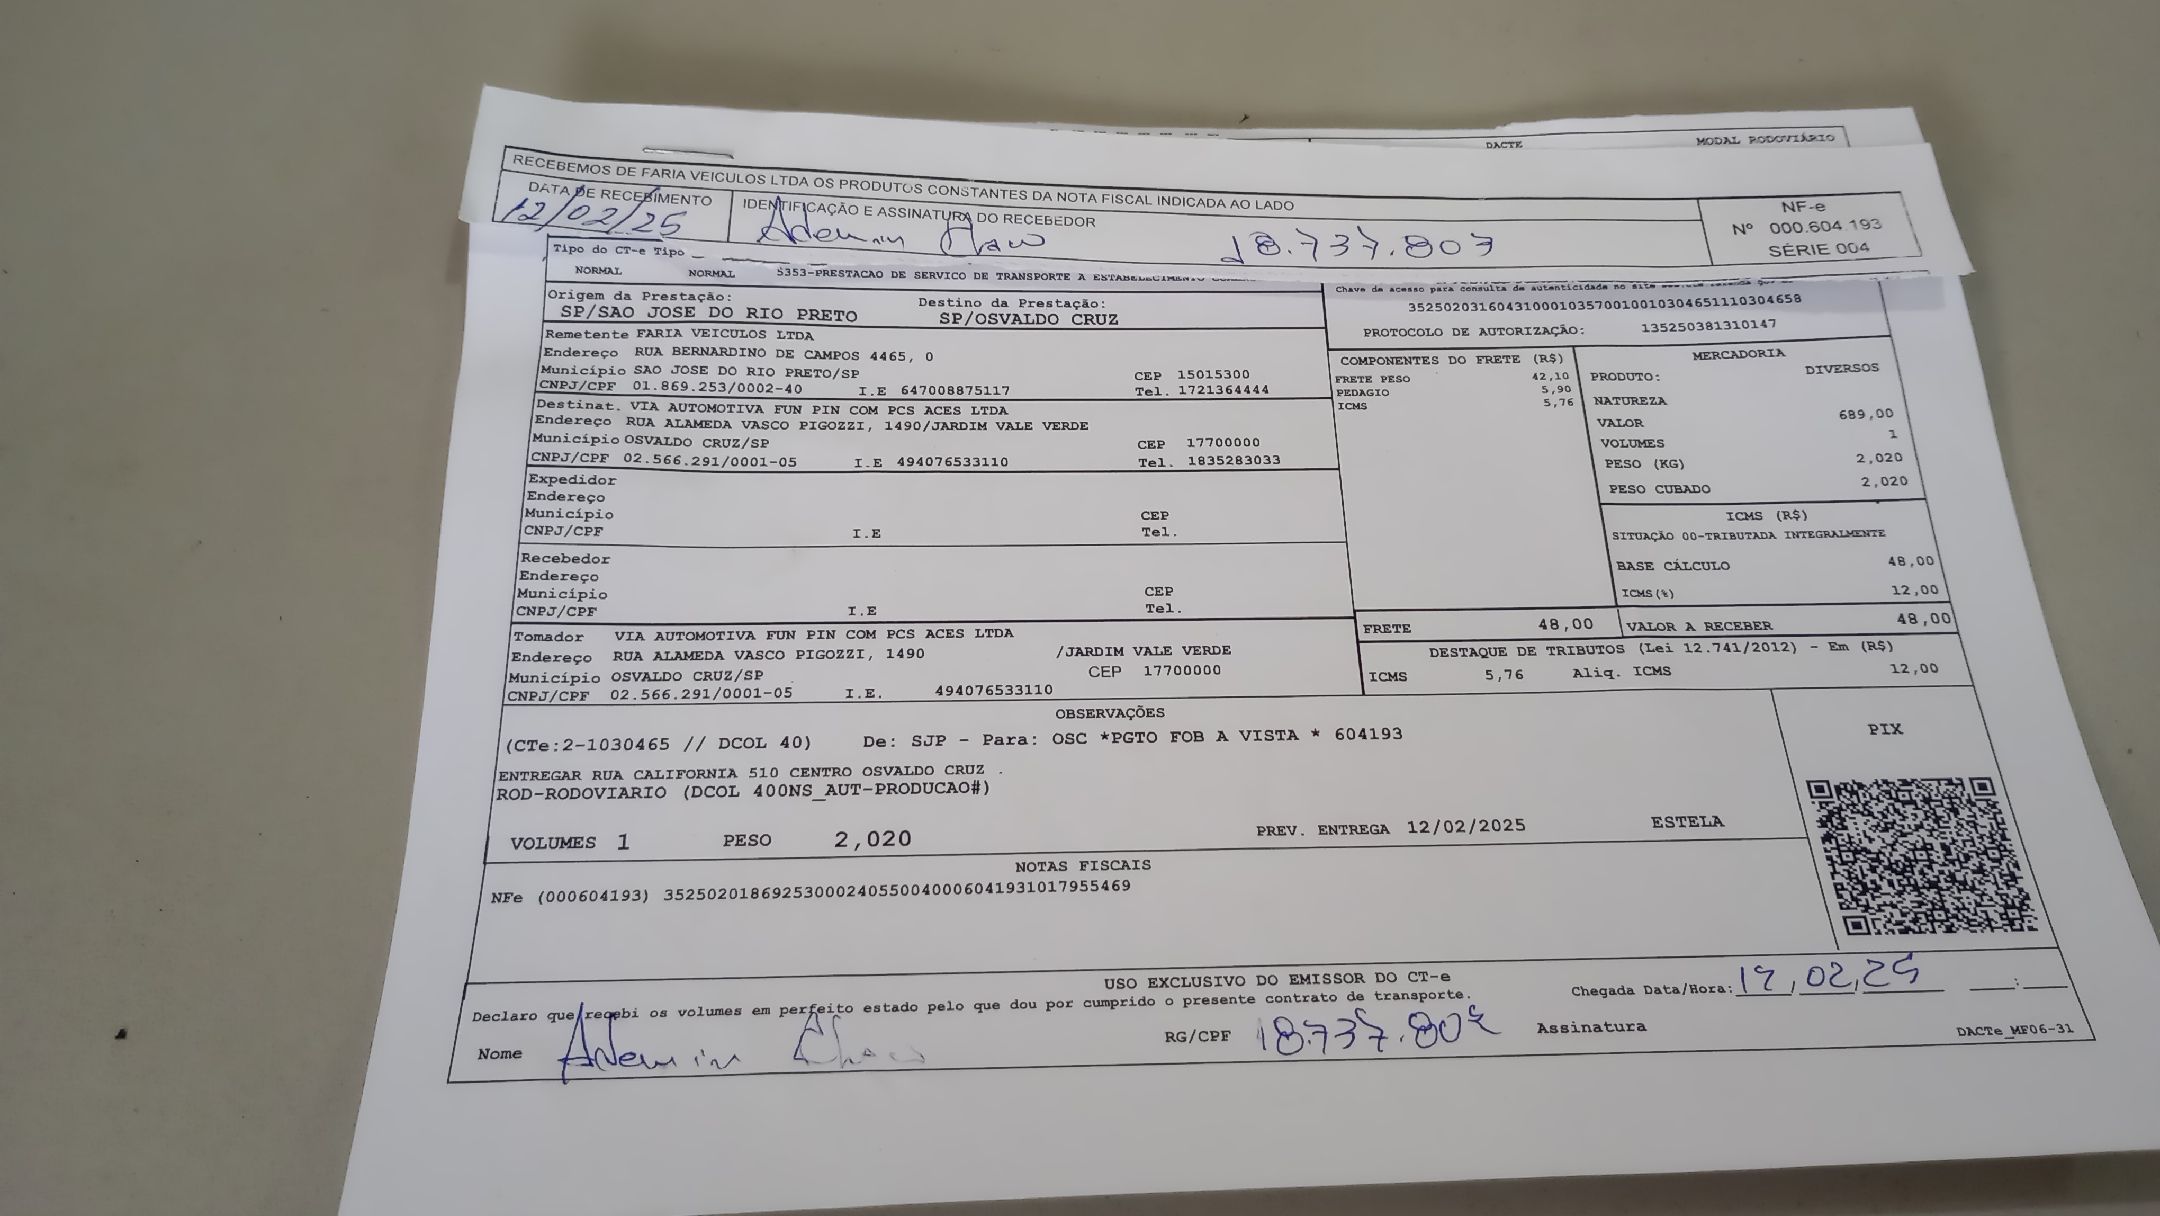 DACTE MODAL RODOVIÁRIO
RECEBEMOS DE FARIA VEICULOS LTDA OS PRODUTOS CONSTANTES DA NOTA FISCAL INDICADA AO LADO
DATA DE RECEBIMENTO IDENTIFICAÇÃO E ASSINATURA DO RECEBEDOR
12/02/25 18.737.807
NF-e
Nº 000.604.193
SÉRIE 004
Tipo do CT-e Tipo
NORMAL NORMAL 5353-PRESTACAO DE SERVICO DE TRANSPORTE A ESTABELECIMENTO
Origem da Prestação: Destino da Prestação:
SP/SAO JOSE DO RIO PRETO SP/OSVALDO CRUZ
Chave de acesso para consulta de autenticidade no site
35250203160431000103570010010304651110304658
PROTOCOLO DE AUTORIZAÇÃO: 135250381310147
Remetente FARIA VEICULOS LTDA
Endereço RUA BERNARDINO DE CAMPOS 4465, 0
Município SAO JOSE DO RIO PRETO/SP CEP 15015300
CNPJ/CPF 01.869.253/0002-40 I.E 647008875117 Tel. 1721364444
Destinat. VIA AUTOMOTIVA FUN PIN COM PCS ACES LTDA
Endereço RUA ALAMEDA VASCO PIGOZZI, 1490/JARDIM VALE VERDE
Município OSVALDO CRUZ/SP CEP 17700000
CNPJ/CPF 02.566.291/0001-05 I.E 494076533110 Tel. 1835283033
Expedidor
Endereço
Município CEP
CNPJ/CPF I.E Tel.
Recebedor
Endereço
Município CEP
CNPJ/CPF I.E Tel.
Tomador VIA AUTOMOTIVA FUN PIN COM PCS ACES LTDA
Endereço RUA ALAMEDA VASCO PIGOZZI, 1490 /JARDIM VALE VERDE
Município OSVALDO CRUZ/SP CEP 17700000
CNPJ/CPF 02.566.291/0001-05 I.E. 494076533110
COMPONENTES DO FRETE (R$)
FRETE PESO 42,10
PEDAGIO 5,90
ICMS 5,76
MERCADORIA
PRODUTO: DIVERSOS
NATUREZA
VALOR 689,00
VOLUMES 1
PESO (KG) 2,020
PESO CUBADO 2,020
ICMS (R$)
SITUAÇÃO 00-TRIBUTADA INTEGRALMENTE
BASE CÁLCULO 48,00
ICMS(%) 12,00
FRETE 48,00 VALOR A RECEBER 48,00
DESTAQUE DE TRIBUTOS (Lei 12.741/2012) - Em (R$)
ICMS 5,76 Alíq. ICMS 12,00
OBSERVAÇÕES
(CTe:2-1030465 // DCOL 40) De: SJP - Para: OSC *PGTO FOB A VISTA * 604193
ENTREGAR RUA CALIFORNIA 510 CENTRO OSVALDO CRUZ .
ROD-RODOVIARIO (DCOL 400NS_AUT-PRODUCAO#)
VOLUMES 1 PESO 2,020 PREV. ENTREGA 12/02/2025 ESTELA
PIX
NOTAS FISCAIS
NFe (000604193) 35250201869253000240550040006041931017955469
USO EXCLUSIVO DO EMISSOR DO CT-e
Declaro que recebi os volumes em perfeito estado pelo que dou por cumprido o presente contrato de transporte.
Chegada Data/Hora: 12,02,25 __:__
Nome RG/CPF 18.737.807 Assinatura
DACTe_MF06-31